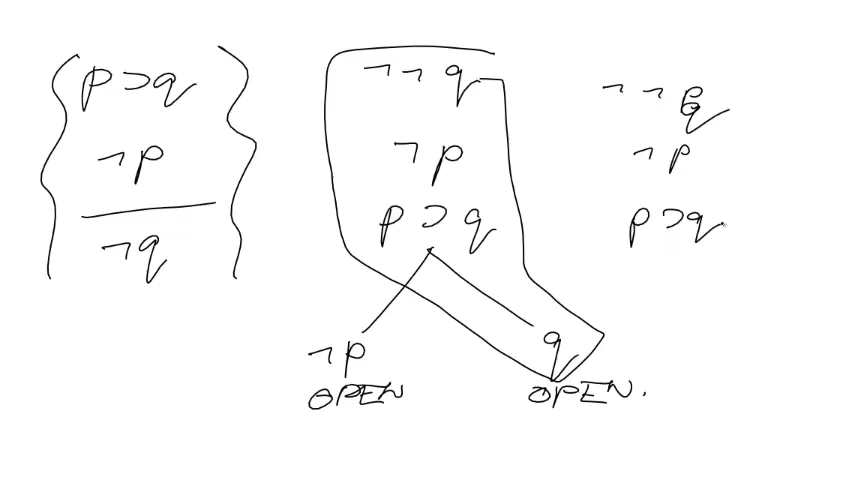 p ⊃ q
¬p
¬q
¬¬q
¬p
p ⊃ q
¬p
OPEN
q
OPEN.
¬¬q
¬p
p ⊃ q